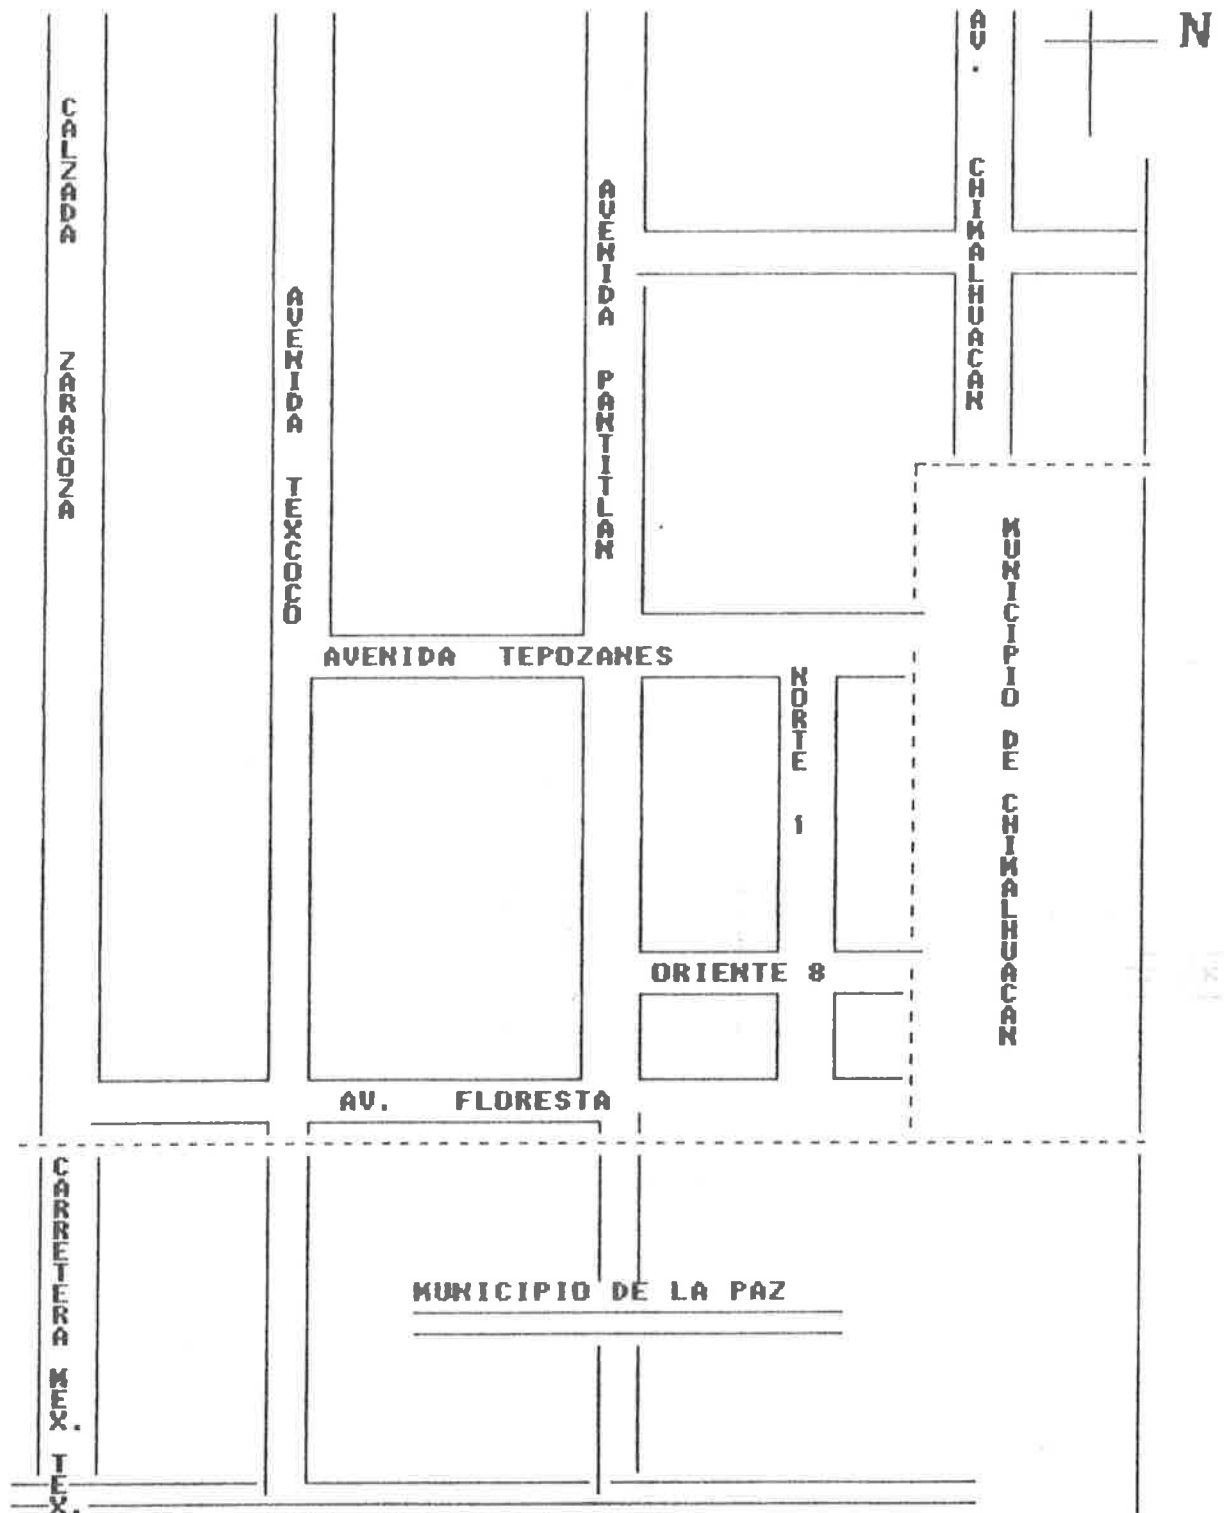 N
AV. CHIMALHUACAN
CALZADA ZARAGOZA
AVENIDA TEXCOCO
AVENIDA PANTITLAN
MUNICIPIO DE CHIMALHUACAN
AVENIDA TEPOZANES
NORTE 1
ORIENTE 8
AV. FLORESTA
CARRETERA MEX. TEX.
MUNICIPIO DE LA PAZ